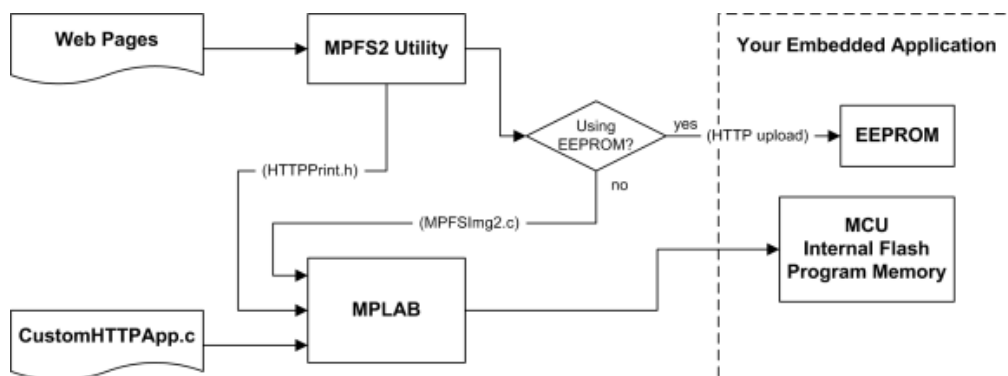 Web Pages
MPFS2 Utility
Your Embedded Application
Using
EEPROM?
yes
(HTTP upload)
EEPROM
(HTTPPrint.h)
no
(MPFSImg2.c)
MCU
Internal Flash
Program Memory
MPLAB
CustomHTTPApp.c